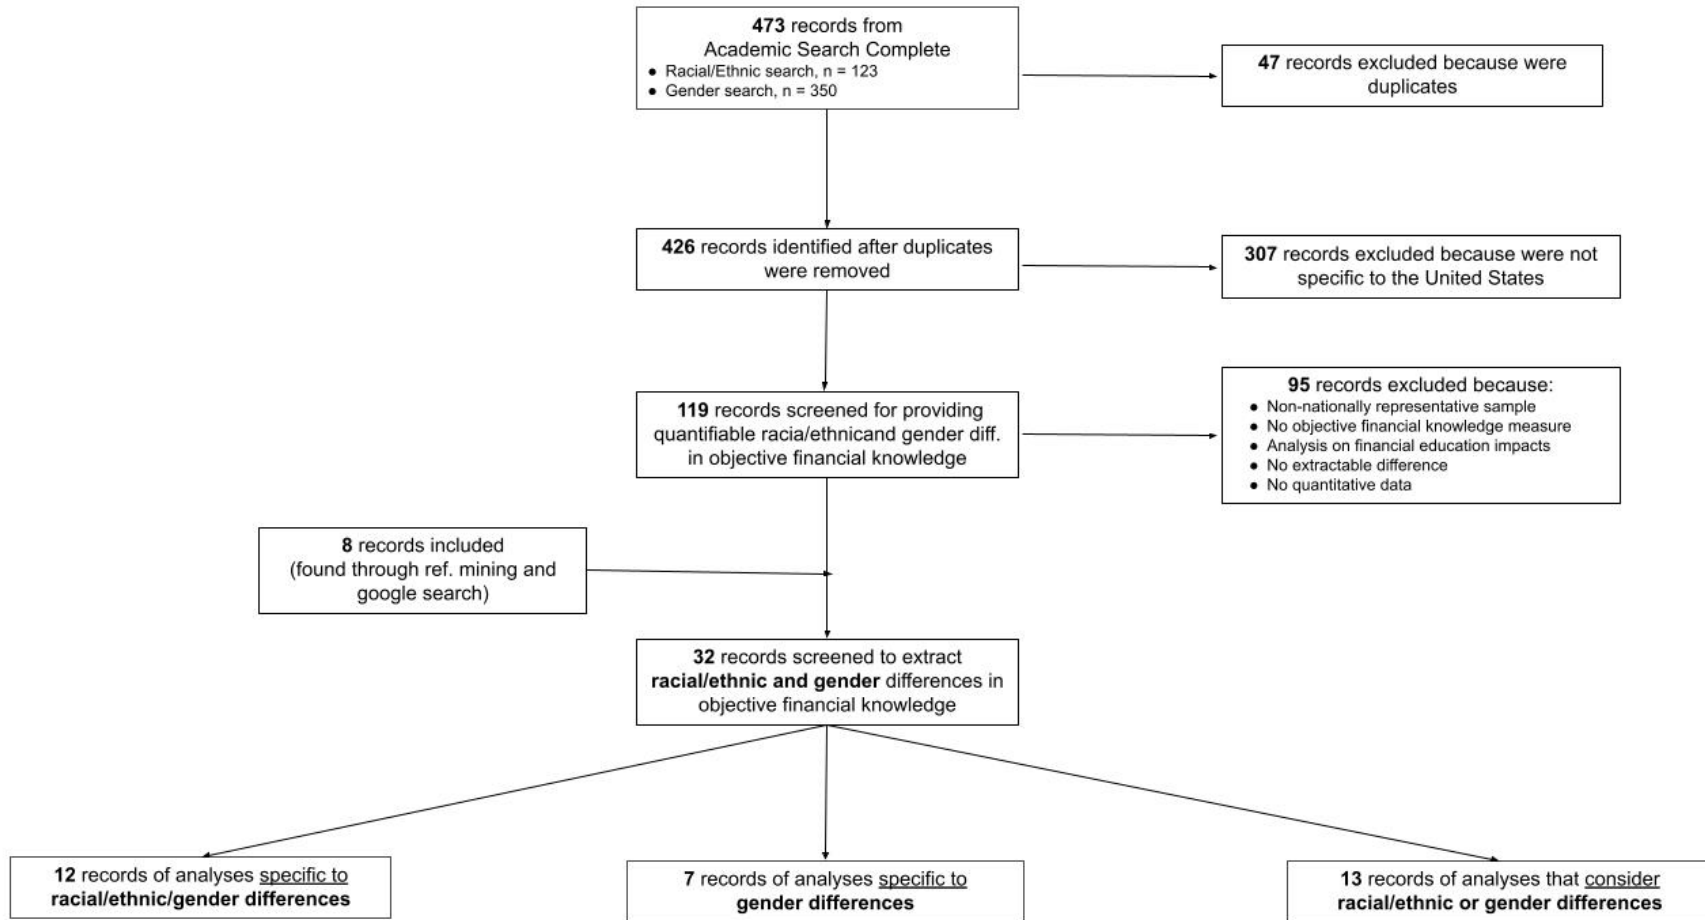 473 records from
Academic Search Complete
● Racial/Ethnic search, n = 123
● Gender search, n = 350
47 records excluded because were
duplicates
426 records identified after duplicates
were removed
307 records excluded because were not
specific to the United States
119 records screened for providing
quantifiable racia/ethnicand gender diff.
in objective financial knowledge
95 records excluded because:
● Non-nationally representative sample
● No objective financial knowledge measure
● Analysis on financial education impacts
● No extractable difference
● No quantitative data
8 records included
(found through ref. mining and
google search)
32 records screened to extract
racial/ethnic and gender differences in
objective financial knowledge
12 records of analyses specific to
racial/ethnic/gender differences
7 records of analyses specific to
gender differences
13 records of analyses that consider
racial/ethnic or gender differences